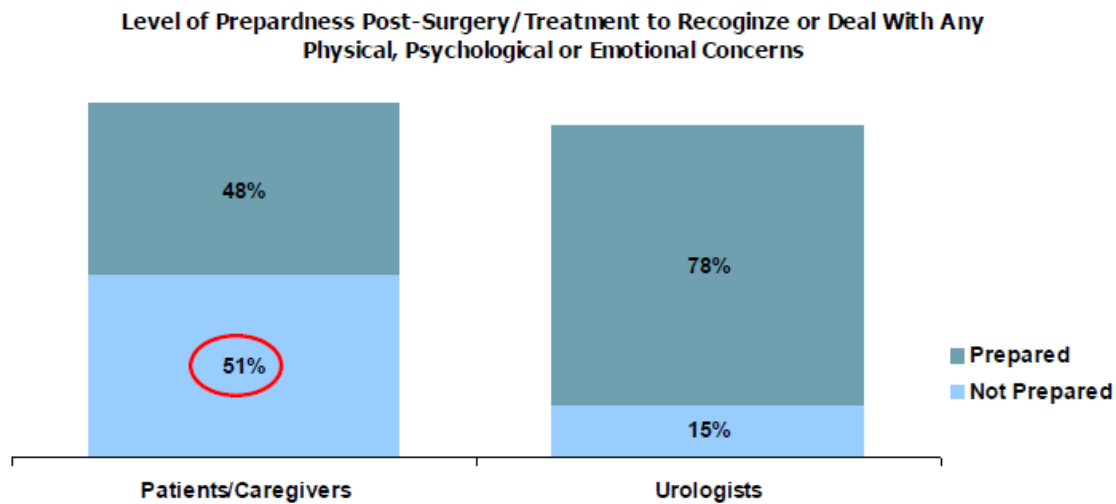 Level of Prepardness Post-Surgery/Treatment to Recoginze or Deal With Any
Physical, Psychological or Emotional Concerns
48%
78%
51%
15%
Prepared
Not Prepared
Patients/Caregivers
Urologists